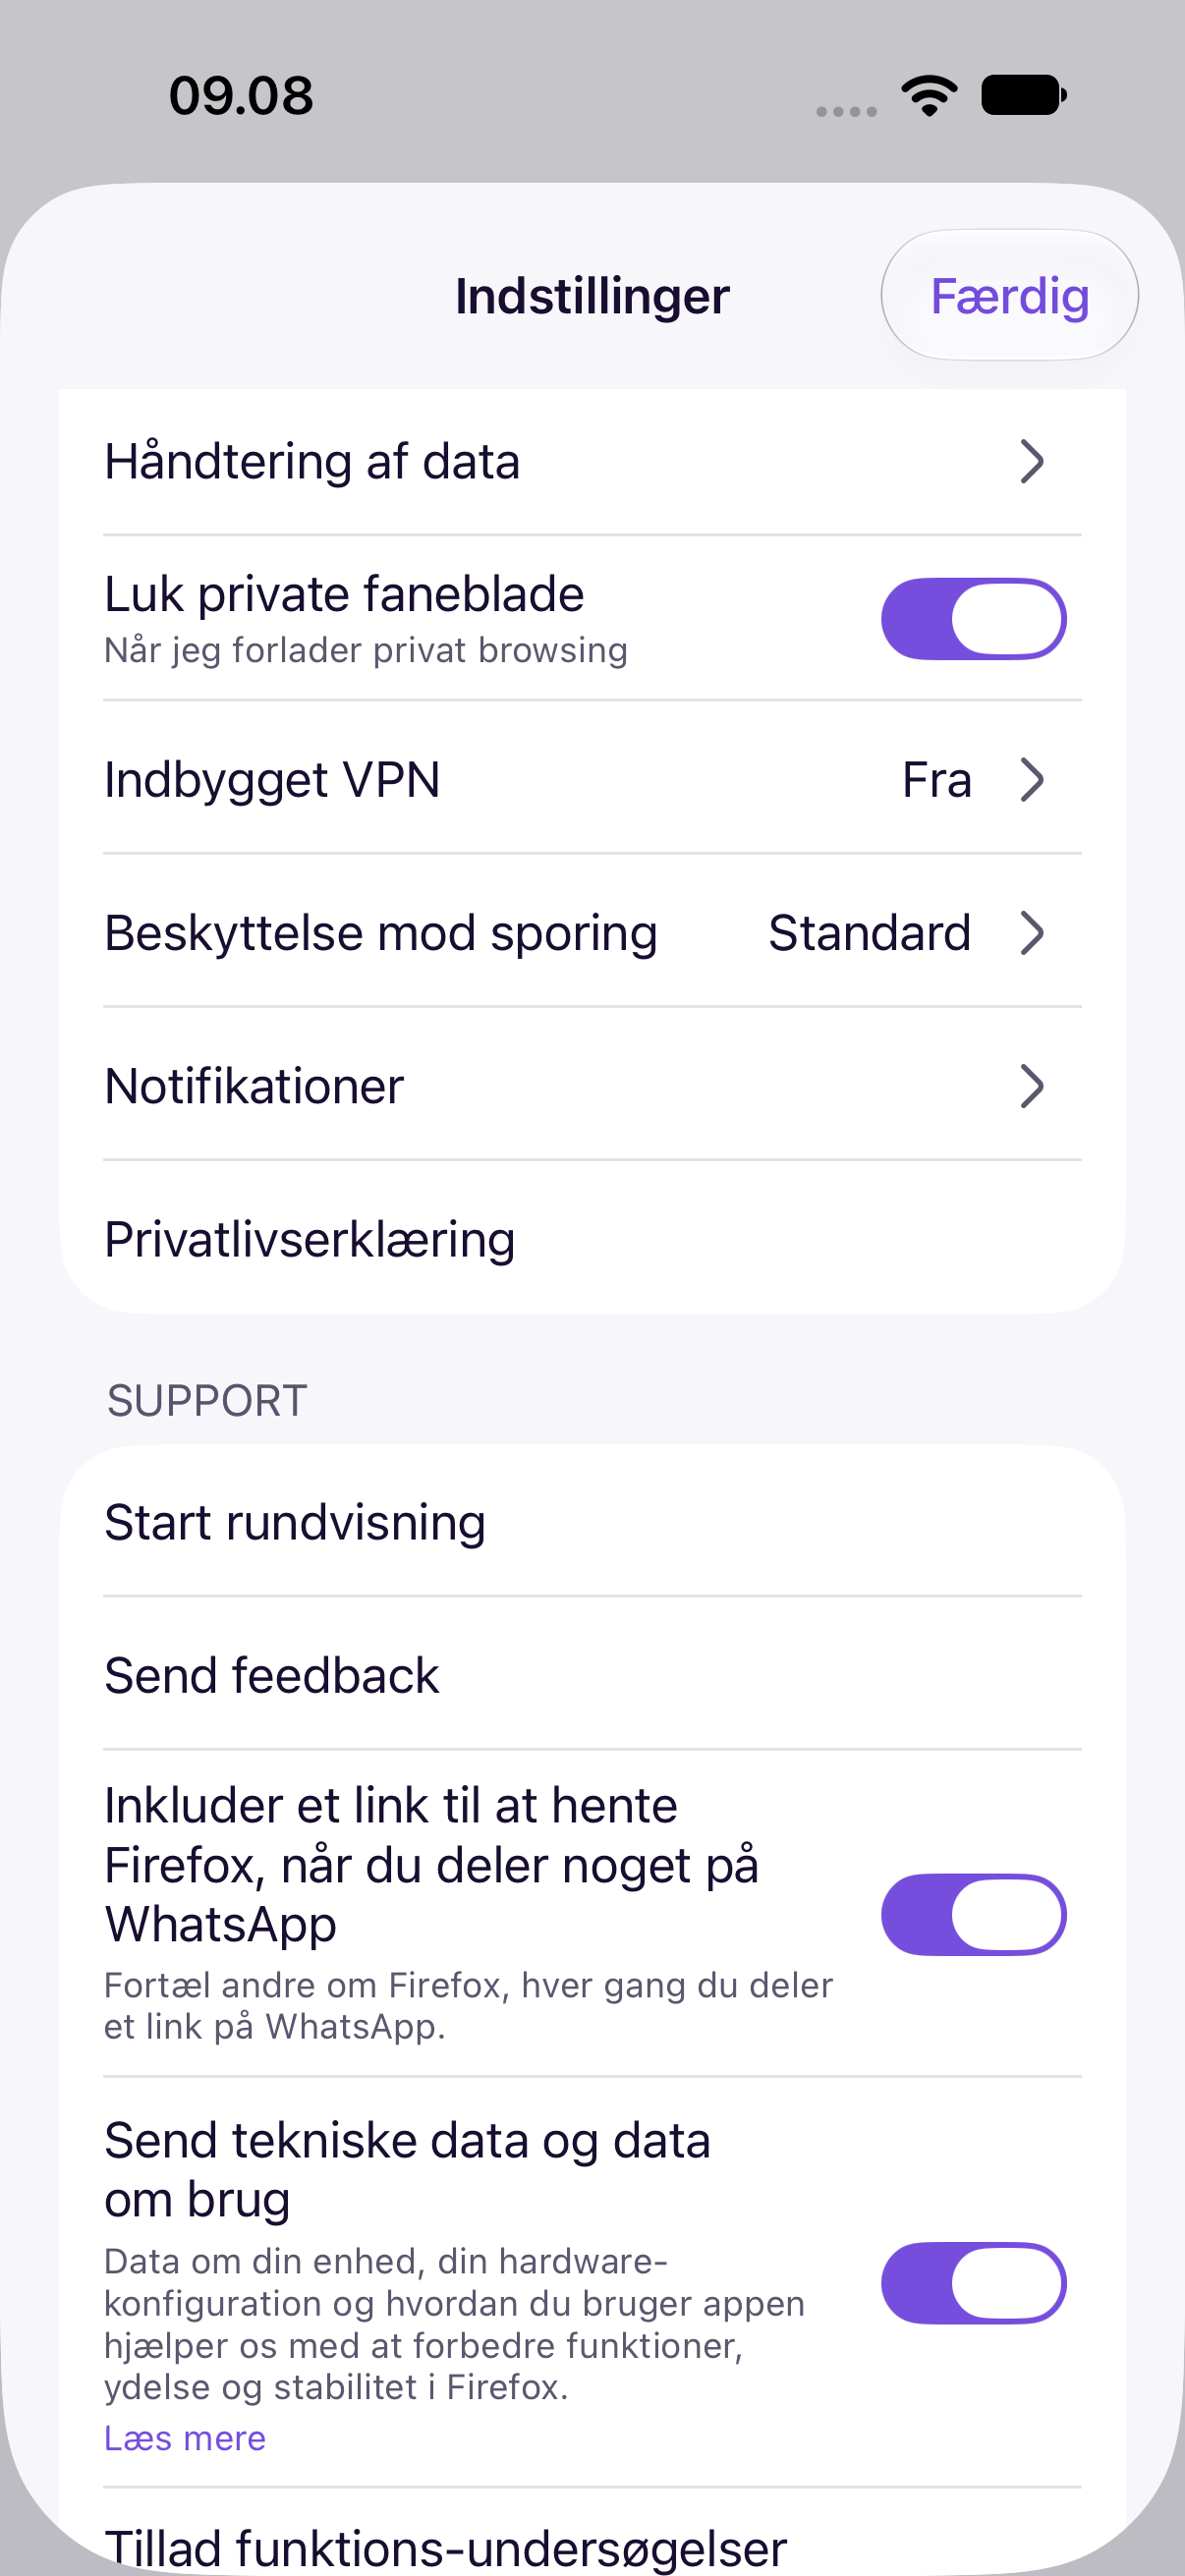 09.08
Indstillinger
Færdig
Håndtering af data
Luk private faneblade
Når jeg forlader privat browsing
Indbygget VPN
Fra
Beskyttelse mod sporing
Standard
Notifikationer
Privatlivserklæring
SUPPORT
Start rundvisning
Send feedback
Inkluder et link til at hente
Firefox, når du deler noget på
WhatsApp
Fortæl andre om Firefox, hver gang du deler
et link på WhatsApp.
Send tekniske data og data
om brug
Data om din enhed, din hardware-
konfiguration og hvordan du bruger appen
hjælper os med at forbedre funktioner,
ydelse og stabilitet i Firefox.
Læs mere
Tillad funktions-undersøgelser